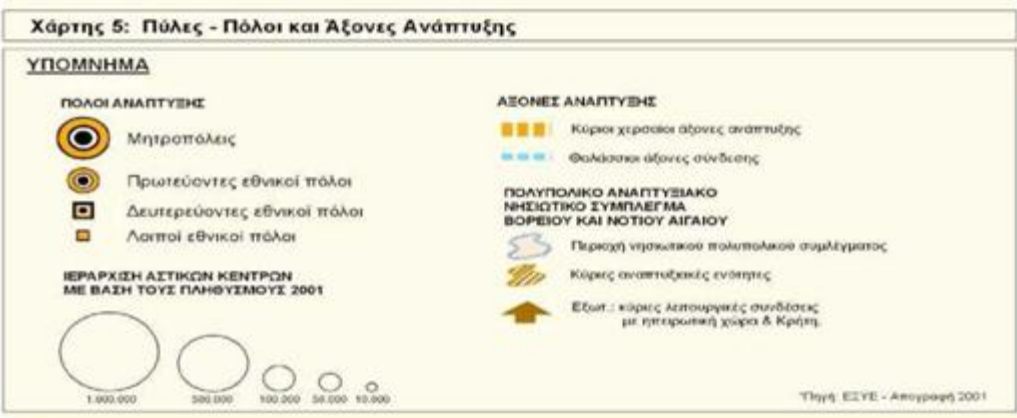 Χάρτης 5: Πύλες - Πόλοι και Άξονες Ανάπτυξης
ΥΠΟΜΝΗΜΑ
ΠΟΛΟΙ ΑΝΑΠΤΥΞΗΣ
Μητροπόλεις
Πρωτεύοντες εθνικοί πόλοι
Δευτερεύοντες εθνικοί πόλοι
Λοιποί εθνικοί πόλοι
ΙΕΡΑΡΧΙΣΗ ΑΣΤΙΚΩΝ ΚΕΝΤΡΩΝ
ΜΕ ΒΑΣΗ ΤΟΥΣ ΠΛΗΘΥΣΜΟΥΣ 2001
1.000.000 500.000 100.000 50.000 10.000
ΑΞΟΝΕΣ ΑΝΑΠΤΥΞΗΣ
Κύριοι χερσαίοι άξονες ανάπτυξης
Θαλάσσιοι άξονες σύνδεσης
ΠΟΛΥΠΟΛΙΚΟ ΑΝΑΠΤΥΞΙΑΚΟ
ΝΗΣΙΩΤΙΚΟ ΣΥΜΠΛΕΓΜΑ
ΒΟΡΕΙΟΥ ΚΑΙ ΝΟΤΙΟΥ ΑΙΓΑΙΟΥ
Περιοχή νησιωτικού πολυπολικού συμλέγματος
Κύριες αναπτυξιακές ενότητες
Εξωτ.: κύριες λειτουργικές συνδέσεις
με ηπειρωτική χώρα & Κρήτη.
*Πηγή: ΕΣΥΕ - Απογραφή 2001